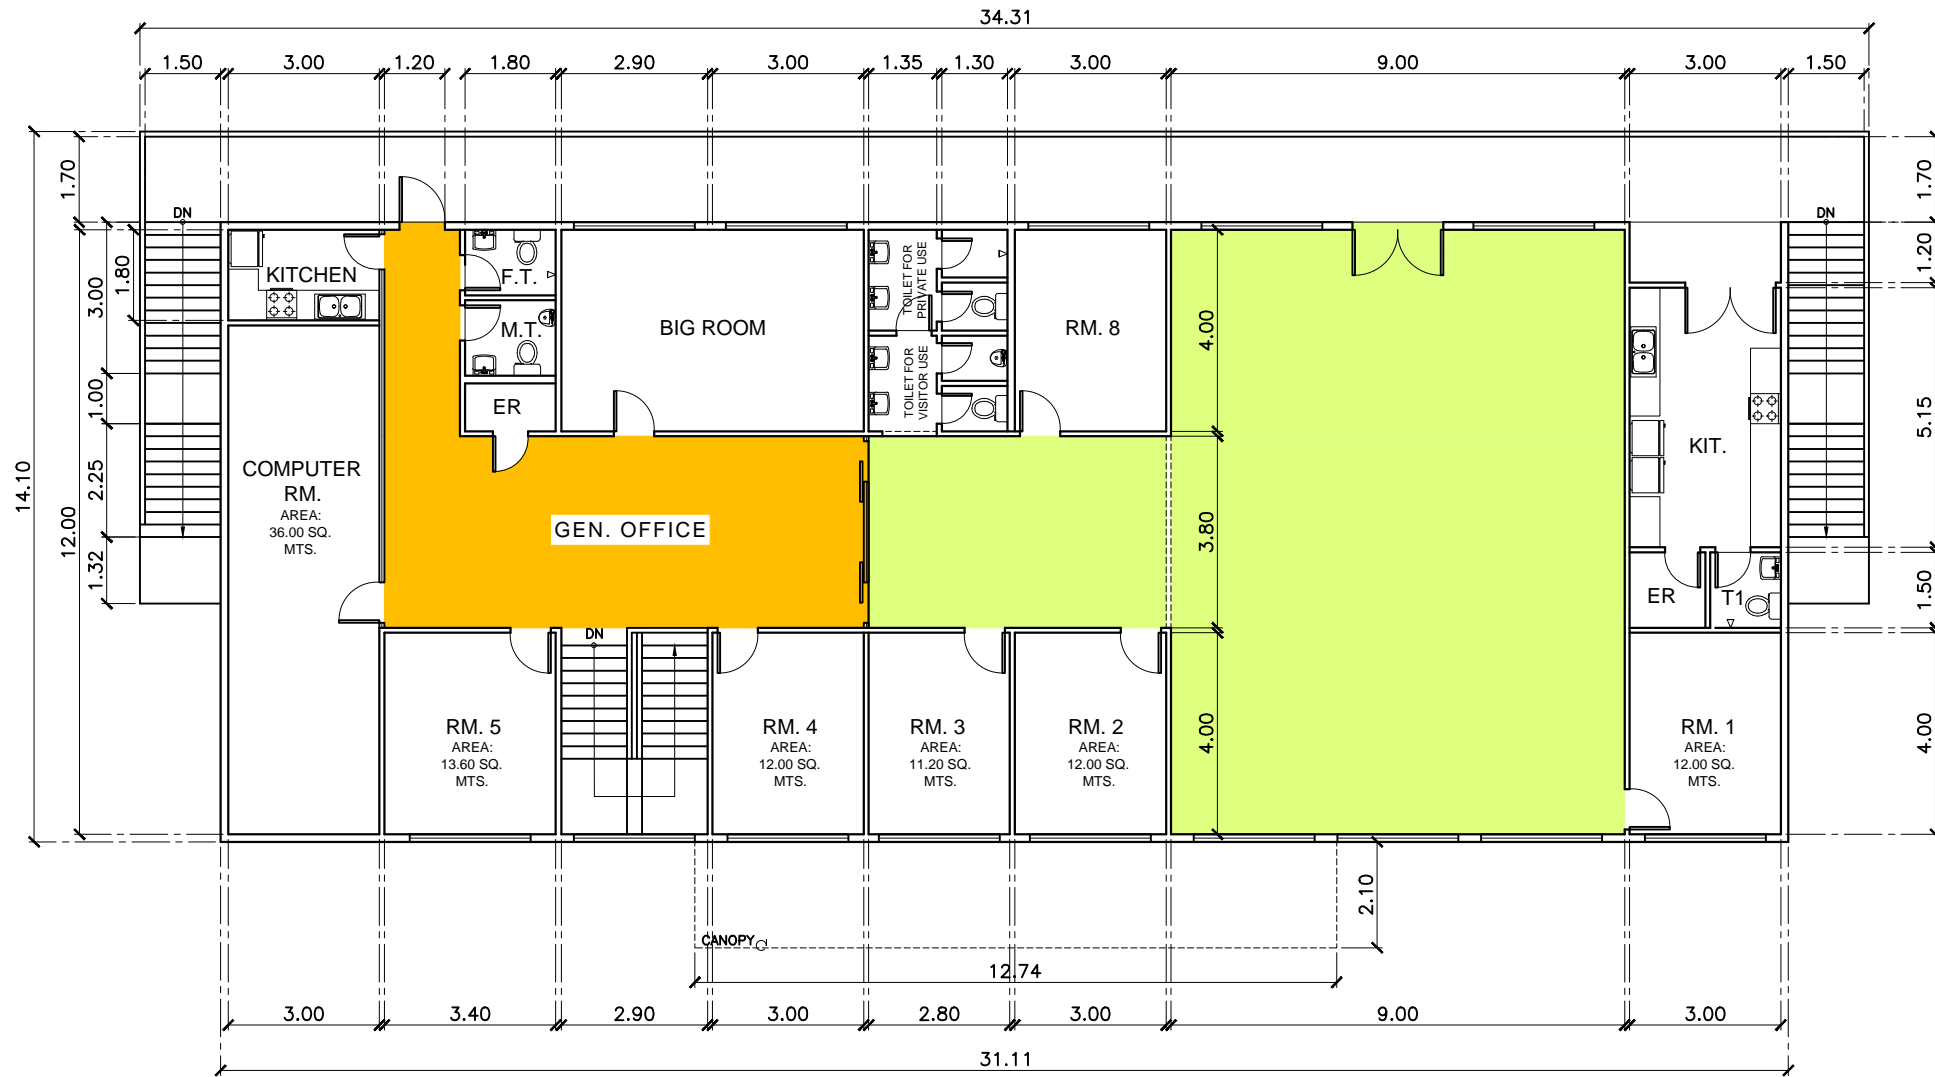 34.31
1.50 3.00 1.20 1.80 2.90 3.00 1.35 1.30 3.00 9.00 3.00 1.50
14.10
1.70
12.00
3.00
1.80
1.00
2.25
1.32
DN
KITCHEN
F.T.
M.T.
ER
BIG ROOM
TOILET FOR
PRIVATE USE
TOILET FOR
VISITOR USE
RM. 8
4.00
3.80
4.00
DN
KIT.
ER
T1
1.70
1.20
5.15
1.50
4.00
COMPUTER
RM.
AREA:
36.00 SQ.
MTS.
GEN. OFFICE
DN
RM. 5
AREA:
13.60 SQ.
MTS.
RM. 4
AREA:
12.00 SQ.
MTS.
RM. 3
AREA:
11.20 SQ.
MTS.
RM. 2
AREA:
12.00 SQ.
MTS.
RM. 1
AREA:
12.00 SQ.
MTS.
2.10
CANOPY
12.74
3.00 3.40 2.90 3.00 2.80 3.00 9.00 3.00
31.11